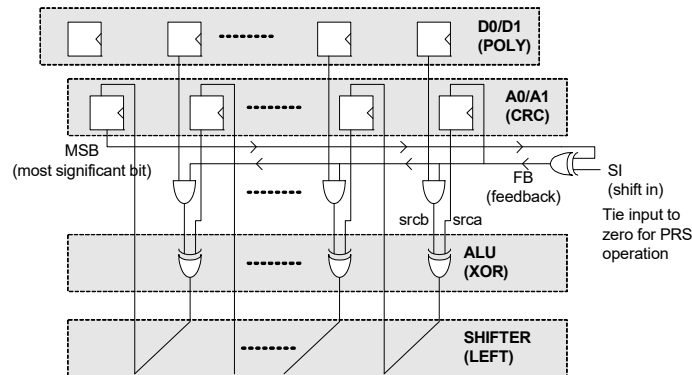 D0/D1
(POLY)
A0/A1
(CRC)
MSB
(most significant bit)
FB
(feedback)
SI
(shift in)
Tie input to
zero for PRS
operation
srcb
srca
ALU
(XOR)
SHIFTER
(LEFT)